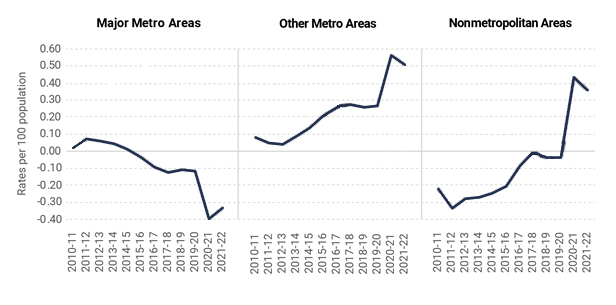 Major Metro Areas Other Metro Areas Nonmetropolitan Areas
Rates per 100 population
0.60
0.50
0.40
0.30
0.20
0.10
0.00
-0.10
-0.20
-0.30
-0.40
2010-11 2011-12 2012-13 2013-14 2014-15 2015-16 2016-17 2017-18 2018-19 2019-20 2020-21 2021-22
2010-11 2011-12 2012-13 2013-14 2014-15 2015-16 2016-17 2017-18 2018-19 2019-20 2020-21 2021-22
2010-11 2011-12 2012-13 2013-14 2014-15 2015-16 2016-17 2017-18 2018-19 2019-20 2020-21 2021-22